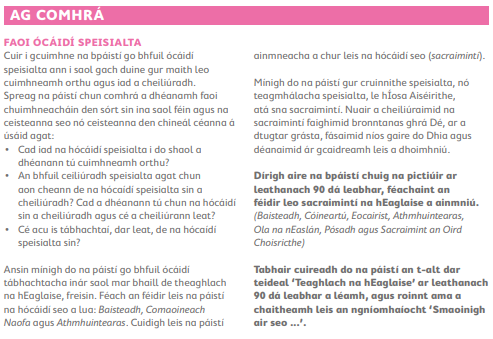 AG COMHRÁ
FAOI ÓCÁIDÍ SPEISIALTA
Cuir i gcuimhne na bpáistí go bhfuil ócáidí
speisialta ann i saol gach duine gur maith leo
cuimhneamh orthu agus iad a cheiliúradh.
Spreag na páistí chun comhrá a dhéanamh faoi
chuimhneacháin den sórt sin ina saol féin agus na
ceisteanna seo nó ceisteanna den chineál céanna á
úsáid agat:
• Cad iad na hócáidí speisialta i do shaol a
dhéanann tú cuimhneamh orthu?
• An bhfuil ceiliúradh speisialta agat chun
aon cheann de na hócáidí speisialta sin a
cheiliúradh? Cad a dhéanann tú chun na hócáidí
sin a cheiliúradh agus cé a cheiliúrann leat?
• Cé acu is tábhachtaí, dar leat, de na hócáidí
speisialta sin?
Ansin mínigh do na páistí go bhfuil ócáidí
tábhachtacha inár saol mar bhaill de theaghlach
na hEaglaise, freisin. Féach an féidir leis na páistí
na hócáidí seo a lua: Baisteadh, Comaoineach
Naofa agus Athmhuintearas. Cuidigh leis na páistí
ainmneacha a chur leis na hócáidí seo (sacraimintí).
Mínigh do na páistí gur cruinnithe speisialta, nó
teagmhálacha speisialta, le hÍosa Aiséirithe,
atá sna sacraimintí. Nuair a cheiliúraimid na
sacraimintí faighimid bronntanas ghrá Dé, ar a
dtugtar grásta, fásaimid níos gaire do Dhia agus
déanaimid ár gcaidreamh leis a dhoimhniú.
Dírigh aire na bpáistí chuig na pictiúir ar
leathanach 90 dá leabhar, féachaint an
féidir leo sacraimintí na hEaglaise a ainmniú.
(Baisteadh, Cóineartú, Eocairist, Athmhuintearas,
Ola na nEaslán, Pósadh agus Sacraimint an Oird
Choisricthe)
Tabhair cuireadh do na páistí an t-alt dar
teideal ‘Teaghlach na hEaglaise’ ar leathanach
90 dá leabhar a léamh, agus roinnt ama a
chaitheamh leis an ngníomhaíocht ‘Smaoinigh
air seo ...’.